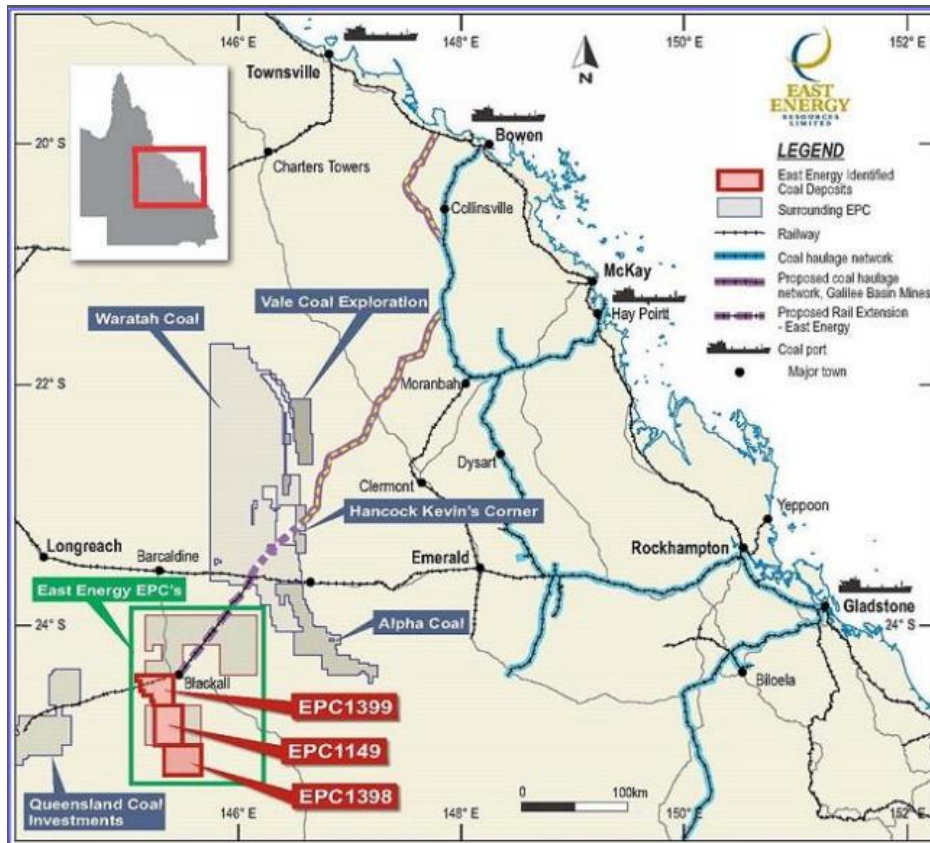 146° E
148° E
150° E
152° E
Townsville
N
EAST
ENERGY
RESOURCES
LIMITED
20° S
Bowen
Charters Towers
LEGEND
East Energy Identified
Coal Deposits
Surrounding EPC
Railway
Coal haulage network
Proposed coal haulage
network, Galilee Basin Mines
Proposed Rail Extension
- East Energy
Coal port
Major town
Collinsville
McKay
Hay Point
Vale Coal Exploration
Waratah Coal
22° S
Moranbah
Dysart
Clermont
Hancock Kevin's Corner
Yeppoon
Longreach
Barcaldine
Emerald
Rockhampton
East Energy EPC's
Gladstone
24° S
24° S
Alpha Coal
Blackall
Biloela
EPC1399
EPC1149
EPC1398
Queensland Coal
Investments
0
100km
146° E
148° E
150° E
152° E